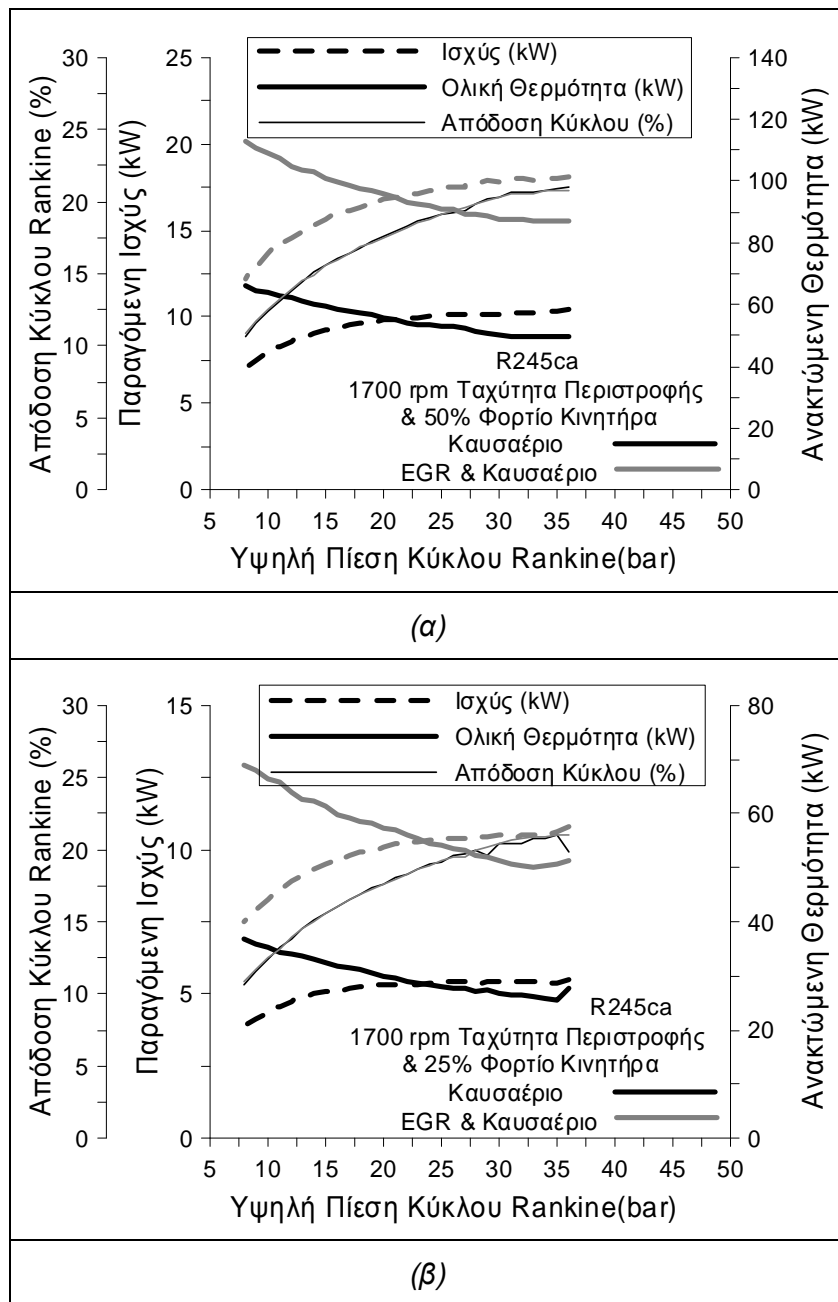 Ισχύς (kW)
Ολική Θερμότητα (kW)
Απόδοση Κύκλου (%)
Απόδοση Κύκλου Rankine (%)
30
25
20
15
10
5
0
Παραγόμενη Ισχύς (kW)
25
20
15
10
5
0
R245ca
1700 rpm Ταχύτητα Περιστροφής
& 50% Φορτίο Κινητήρα
Καυσαέριο
EGR & Καυσαέριο
140
120
100
80
60
40
20
0
Ανακτώμενη Θερμότητα (kW)
5 10 15 20 25 30 35 40 45 50
Υψηλή Πίεση Κύκλου Rankine(bar)
(α)
Ισχύς (kW)
Ολική Θερμότητα (kW)
Απόδοση Κύκλου (%)
Απόδοση Κύκλου Rankine (%)
30
25
20
15
10
5
0
Παραγόμενη Ισχύς (kW)
15
10
5
0
R245ca
1700 rpm Ταχύτητα Περιστροφής
& 25% Φορτίο Κινητήρα
Καυσαέριο
EGR & Καυσαέριο
80
60
40
20
0
Ανακτώμενη Θερμότητα (kW)
5 10 15 20 25 30 35 40 45 50
Υψηλή Πίεση Κύκλου Rankine(bar)
(β)